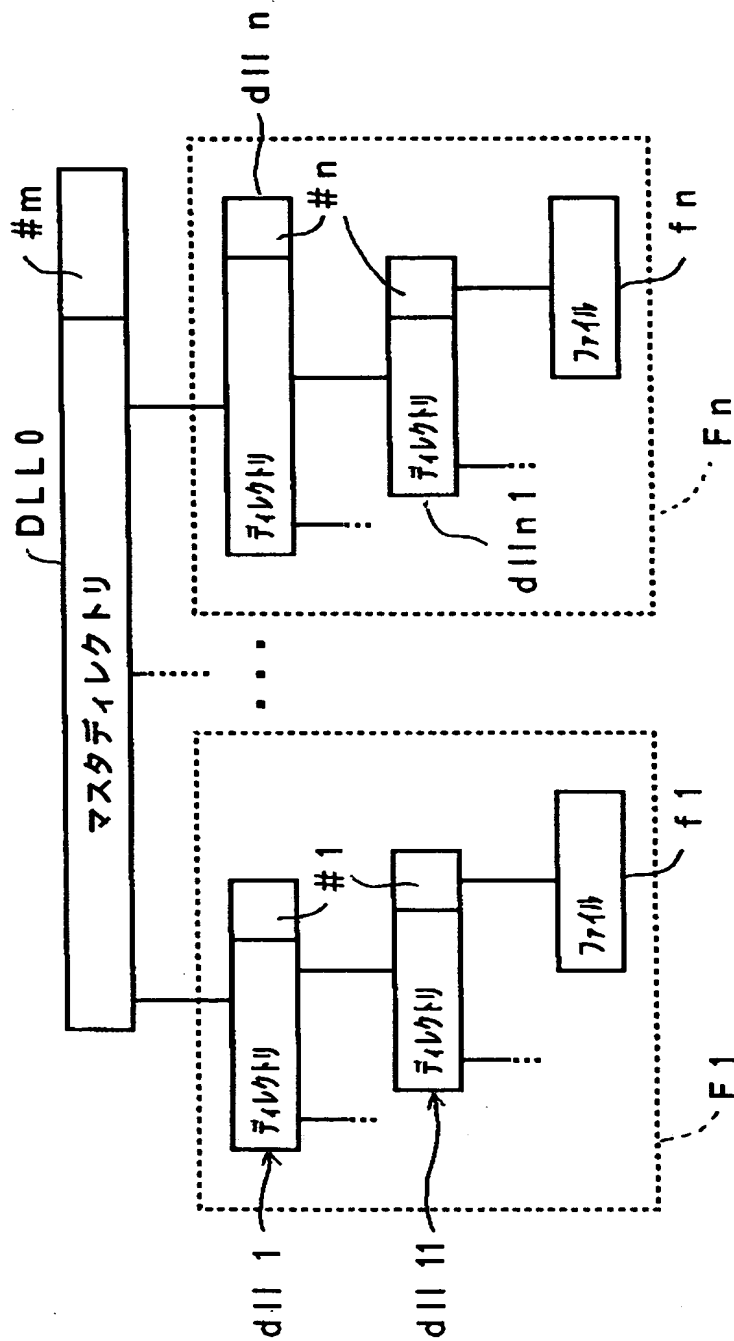 DLL0
#m
マスタディレクトリ
dll 1
ディレクトリ
#1
dll 11
ディレクトリ
ファイル
f1
F1
dll n
ディレクトリ
#n
ディレクトリ
dlln 1
ファイル
fn
Fn